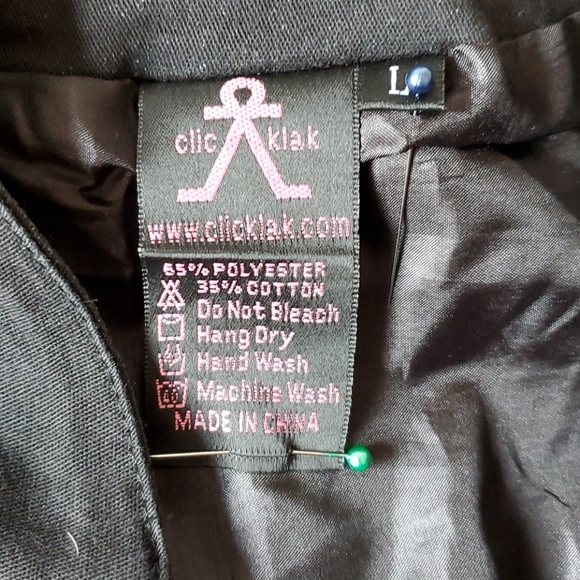 clic klak
L
www.clicklak.com
65% POLYESTER
35% COTTON
Do Not Bleach
Hang Dry
Hand Wash
Machine Wash
MADE IN CHINA